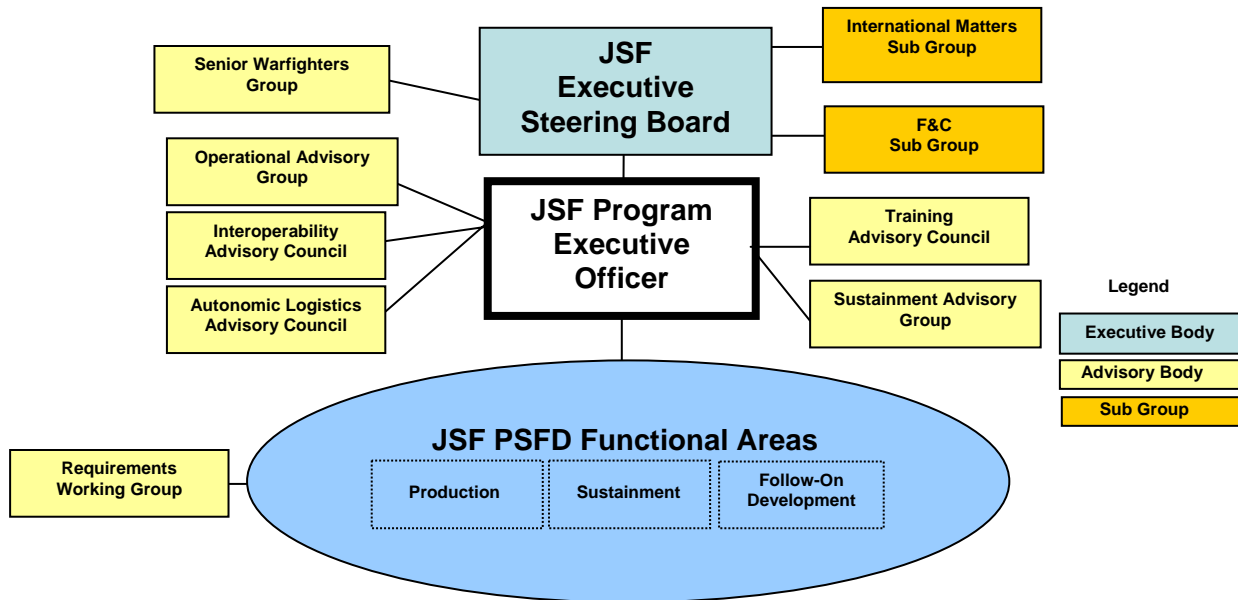 Senior Warfighters
Group
JSF
Executive
Steering Board
International Matters
Sub Group
F&C
Sub Group
Operational Advisory
Group
Interoperability
Advisory Council
Autonomic Logistics
Advisory Council
JSF Program
Executive
Officer
Training
Advisory Council
Sustainment Advisory
Group
Legend
Executive Body
Advisory Body
Sub Group
JSF PSFD Functional Areas
Requirements
Working Group
Production
Sustainment
Follow-On
Development